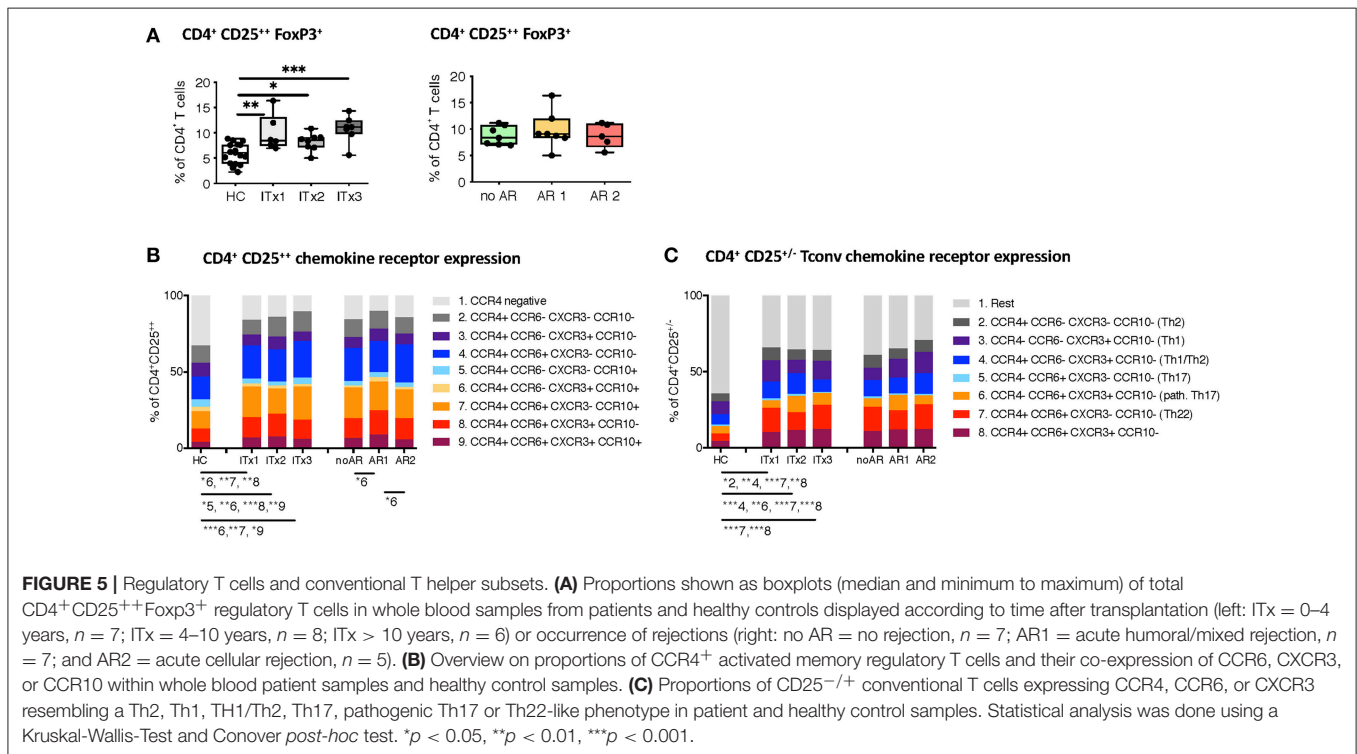 A
CD4⁺ CD25⁺⁺ FoxP3⁺
CD4⁺ CD25⁺⁺ FoxP3⁺
% of CD4⁺ T cells
20
15
10
5
0
***
*
**
HC ITx1 ITx2 ITx3
% of CD4⁺ T cells
20
15
10
5
0
no AR AR 1 AR 2
B CD4⁺ CD25⁺⁺ chemokine receptor expression
% of CD4⁺CD25⁺⁺
100
50
0
HC ITx1 ITx2 ITx3 noAR AR1 AR2
*6, **7, **8
*5, **6, ***8,**9
***6,**7, *9
*6
*6
1. CCR4 negative
2. CCR4+ CCR6- CXCR3- CCR10-
3. CCR4+ CCR6- CXCR3+ CCR10-
4. CCR4+ CCR6+ CXCR3- CCR10-
5. CCR4+ CCR6- CXCR3- CCR10+
6. CCR4+ CCR6- CXCR3+ CCR10+
7. CCR4+ CCR6+ CXCR3- CCR10+
8. CCR4+ CCR6+ CXCR3+ CCR10-
9. CCR4+ CCR6+ CXCR3+ CCR10+
C CD4⁺ CD25⁺/⁻ Tconv chemokine receptor expression
% of CD4⁺CD25⁺/⁻
100
50
0
HC ITx1 ITx2 ITx3 noAR AR1 AR2
*2, **4, ***7,**8
***4, **6, ***7,***8
***7,***8
1. Rest
2. CCR4+ CCR6- CXCR3- CCR10- (Th2)
3. CCR4- CCR6- CXCR3+ CCR10- (Th1)
4. CCR4+ CCR6- CXCR3+ CCR10- (Th1/Th2)
5. CCR4- CCR6+ CXCR3- CCR10- (Th17)
6. CCR4- CCR6+ CXCR3+ CCR10- (path. Th17)
7. CCR4+ CCR6+ CXCR3- CCR10- (Th22)
8. CCR4+ CCR6+ CXCR3+ CCR10-
FIGURE 5 | Regulatory T cells and conventional T helper subsets. (A) Proportions shown as boxplots (median and minimum to maximum) of total
CD4+CD25++Foxp3+ regulatory T cells in whole blood samples from patients and healthy controls displayed according to time after transplantation (left: ITx = 0–4
years, n = 7; ITx = 4–10 years, n = 8; ITx > 10 years, n = 6) or occurrence of rejections (right: no AR = no rejection, n = 7; AR1 = acute humoral/mixed rejection, n
= 7; and AR2 = acute cellular rejection, n = 5). (B) Overview on proportions of CCR4⁺ activated memory regulatory T cells and their co-expression of CCR6, CXCR3,
or CCR10 within whole blood patient samples and healthy control samples. (C) Proportions of CD25⁻/⁺ conventional T cells expressing CCR4, CCR6, or CXCR3
resembling a Th2, Th1, TH1/Th2, Th17, pathogenic Th17 or Th22-like phenotype in patient and healthy control samples. Statistical analysis was done using a
Kruskal-Wallis-Test and Conover post-hoc test. *p < 0.05, **p < 0.01, ***p < 0.001.